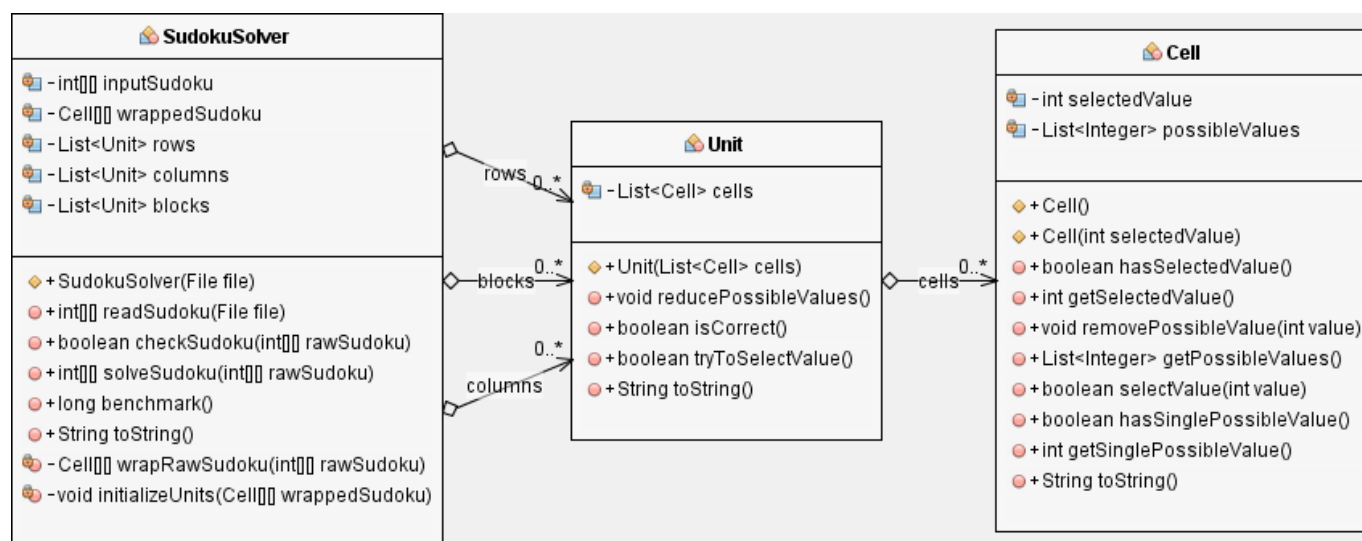 SudokuSolver
-int[][] inputSudoku
-Cell[][] wrappedSudoku
-List<Unit> rows
-List<Unit> columns
-List<Unit> blocks
+SudokuSolver(File file)
+int[][] readSudoku(File file)
+boolean checkSudoku(int[][] rawSudoku)
+int[][] solveSudoku(int[][] rawSudoku)
+long benchmark()
+String toString()
-Cell[][] wrapRawSudoku(int[][] rawSudoku)
-void initializeUnits(Cell[][] wrappedSudoku)
rows
0..*
blocks
0..*
columns
0..*
Unit
-List<Cell> cells
+Unit(List<Cell> cells)
+void reducePossibleValues()
+boolean isCorrect()
+boolean tryToSelectValue()
+String toString()
cells
0..*
Cell
-int selectedValue
-List<Integer> possibleValues
+Cell()
+Cell(int selectedValue)
+boolean hasSelectedValue()
+int getSelectedValue()
+void removePossibleValue(int value)
+List<Integer> getPossibleValues()
+boolean selectValue(int value)
+boolean hasSinglePossibleValue()
+int getSinglePossibleValue()
+String toString()